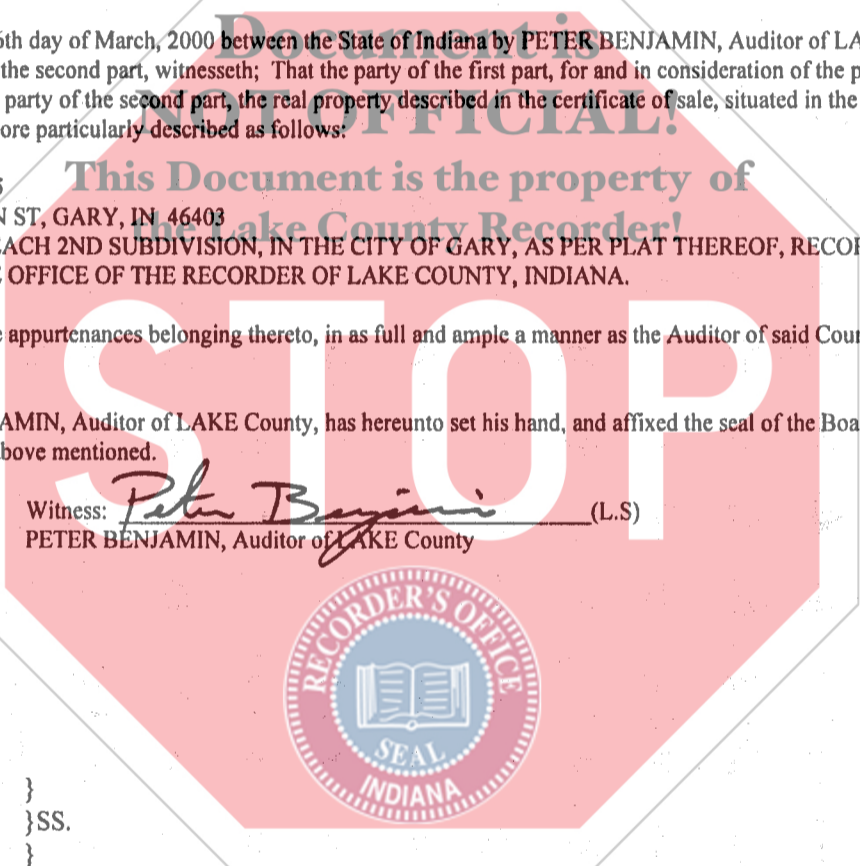 Document is
6th day of March, 2000 between the State of Indiana by PETER BENJAMIN, Auditor of LA
the second part, witnesseth; That the party of the first part, for and in consideration of the p
party of the second part, the real property described in the certificate of sale, situated in the
NOT OFFICIAL!
ore particularly described as follows:
This Document is the property of
N ST, GARY, IN 46403
the Lake County Recorder!
EACH 2ND SUBDIVISION, IN THE CITY OF GARY, AS PER PLAT THEREOF, RECOR
OFFICE OF THE RECORDER OF LAKE COUNTY, INDIANA.
STOP
e appurtenances belonging thereto, in as full and ample a manner as the Auditor of said Coun
AMIN, Auditor of LAKE County, has hereunto set his hand, and affixed the seal of the Boa
bove mentioned.
Witness: Peter Benjamin (L.S)
PETER BENJAMIN, Auditor of LAKE County
RECORDER'S OFFICE
SEAL
INDIANA
}
}SS.
}